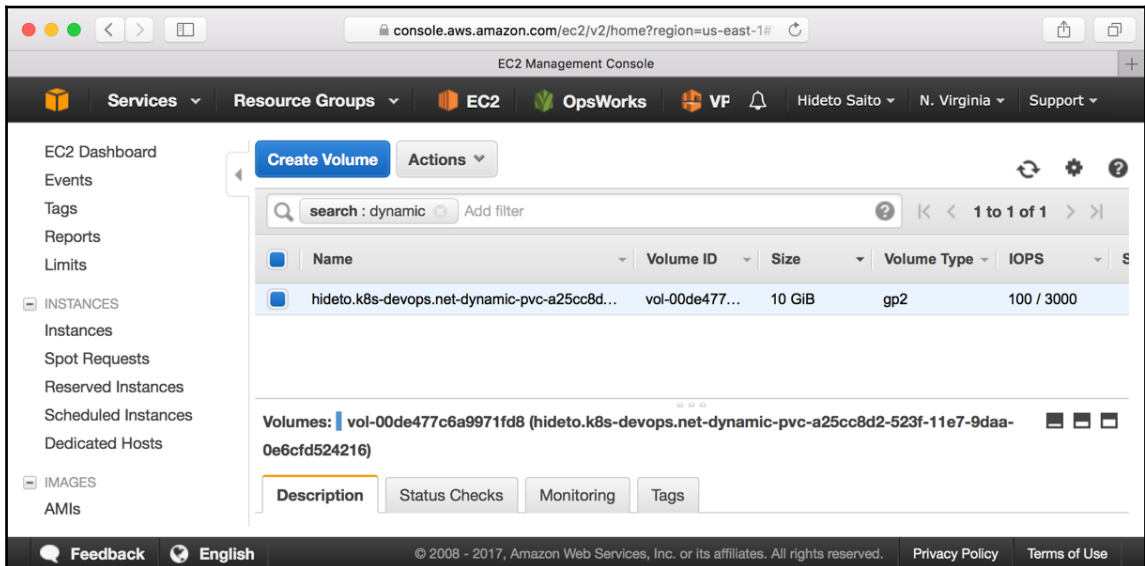 console.aws.amazon.com/ec2/v2/home?region=us-east-1#
EC2 Management Console
Services Resource Groups EC2 OpsWorks VP Hideto Saito N. Virginia Support
EC2 Dashboard
Events
Tags
Reports
Limits
INSTANCES
Instances
Spot Requests
Reserved Instances
Scheduled Instances
Dedicated Hosts
IMAGES
AMIs
Create Volume Actions
search : dynamic Add filter 1 to 1 of 1
Name Volume ID Size Volume Type IOPS S
hideto.k8s-devops.net-dynamic-pvc-a25cc8d... vol-00de477... 10 GiB gp2 100 / 3000
Volumes: vol-00de477c6a9971fd8 (hideto.k8s-devops.net-dynamic-pvc-a25cc8d2-523f-11e7-9daa-
0e6cfd524216)
Description Status Checks Monitoring Tags
Feedback English © 2008 - 2017, Amazon Web Services, Inc. or its affiliates. All rights reserved. Privacy Policy Terms of Use